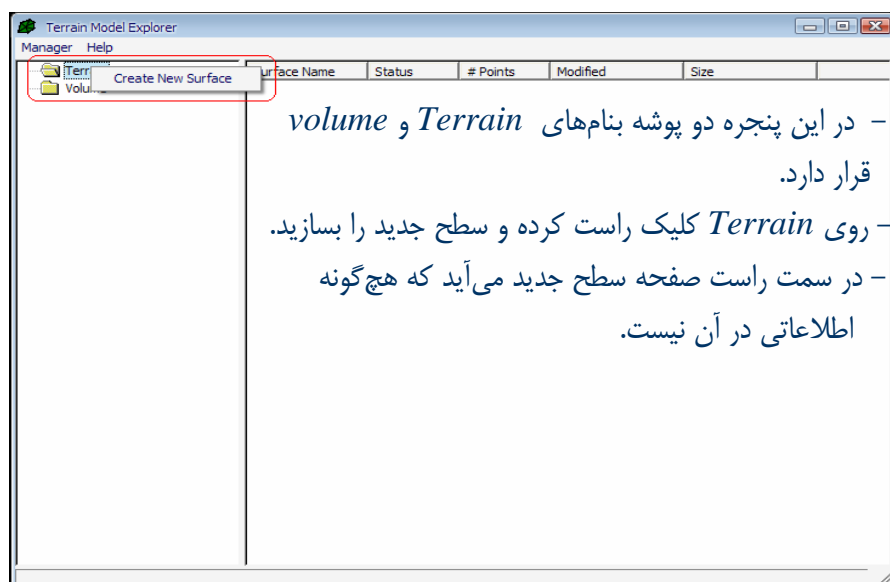 Terrain Model Explorer
Manager Help
Create New Surface
Surface Name Status # Points Modified Size
– در این پنجره دو پوشه بنام‌های Terrain و volume
قرار دارد.
– روی Terrain کلیک راست کرده و سطح جدید را بسازید.
– در سمت راست صفحه سطح جدید می‌آید که هچ‌گونه
اطلاعاتی در آن نیست.